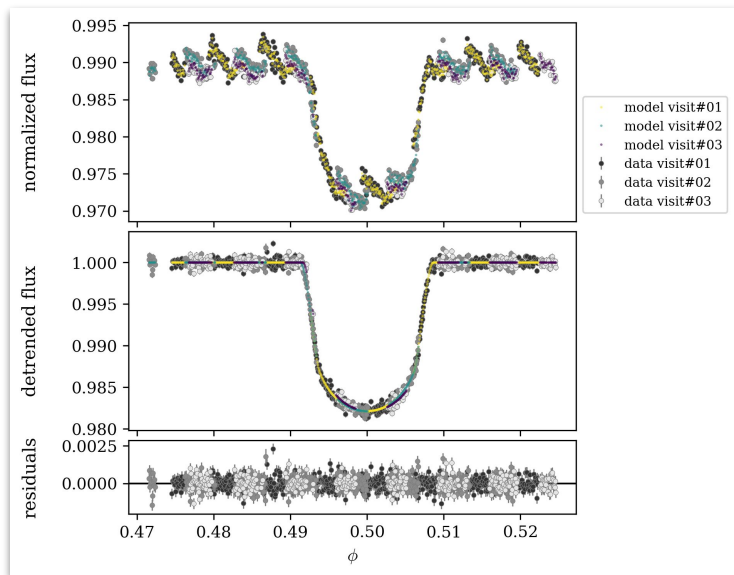 0.995
0.990
0.985
0.980
0.975
0.970
normalized flux
model visit#01
model visit#02
model visit#03
data visit#01
data visit#02
data visit#03
1.000
0.995
0.990
0.985
0.980
detrended flux
0.0025
0.0000
residuals
0.47 0.48 0.49 0.50 0.51 0.52
ϕ